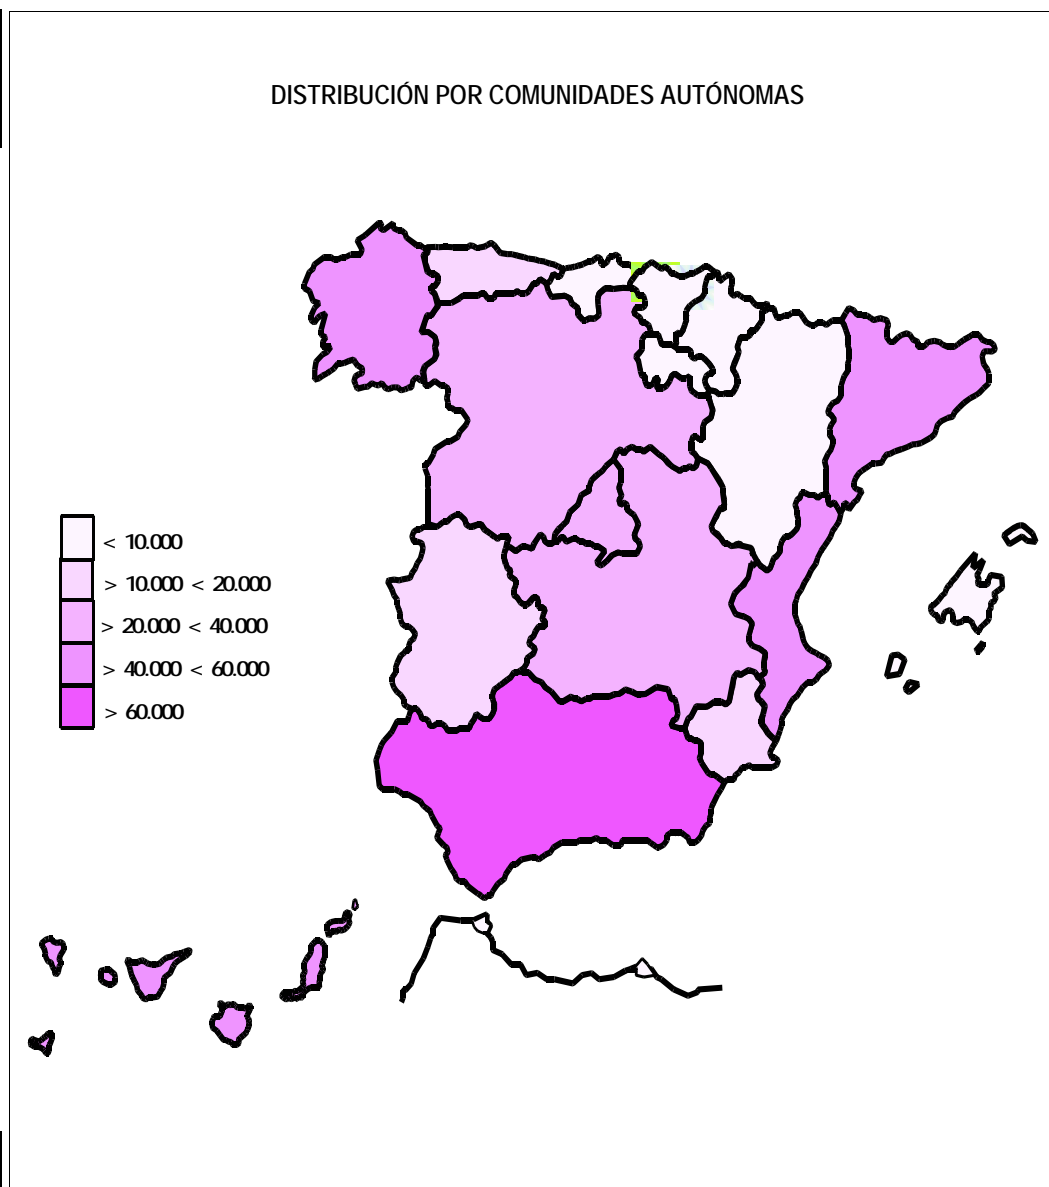 DISTRIBUCIÓN POR COMUNIDADES AUTÓNOMAS
< 10.000
> 10.000 < 20.000
> 20.000 < 40.000
> 40.000 < 60.000
> 60.000